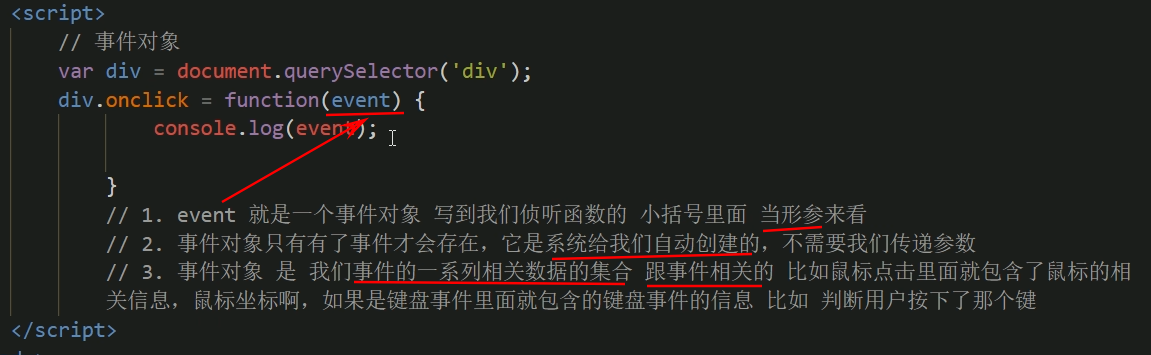 <script>
// 事件对象
var div = document.querySelector('div');
div.onclick = function(event) {
console.log(event);
}
// 1. event 就是一个事件对象 写到我们侦听函数的 小括号里面 当形参来看
// 2. 事件对象只有有了事件才会存在，它是系统给我们自动创建的，不需要我们传递参数
// 3. 事件对象 是 我们事件的一系列相关数据的集合 跟事件相关的 比如鼠标点击里面就包含了鼠标的相
关信息，鼠标坐标啊，如果是键盘事件里面就包含的键盘事件的信息 比如 判断用户按下了那个键
</script>